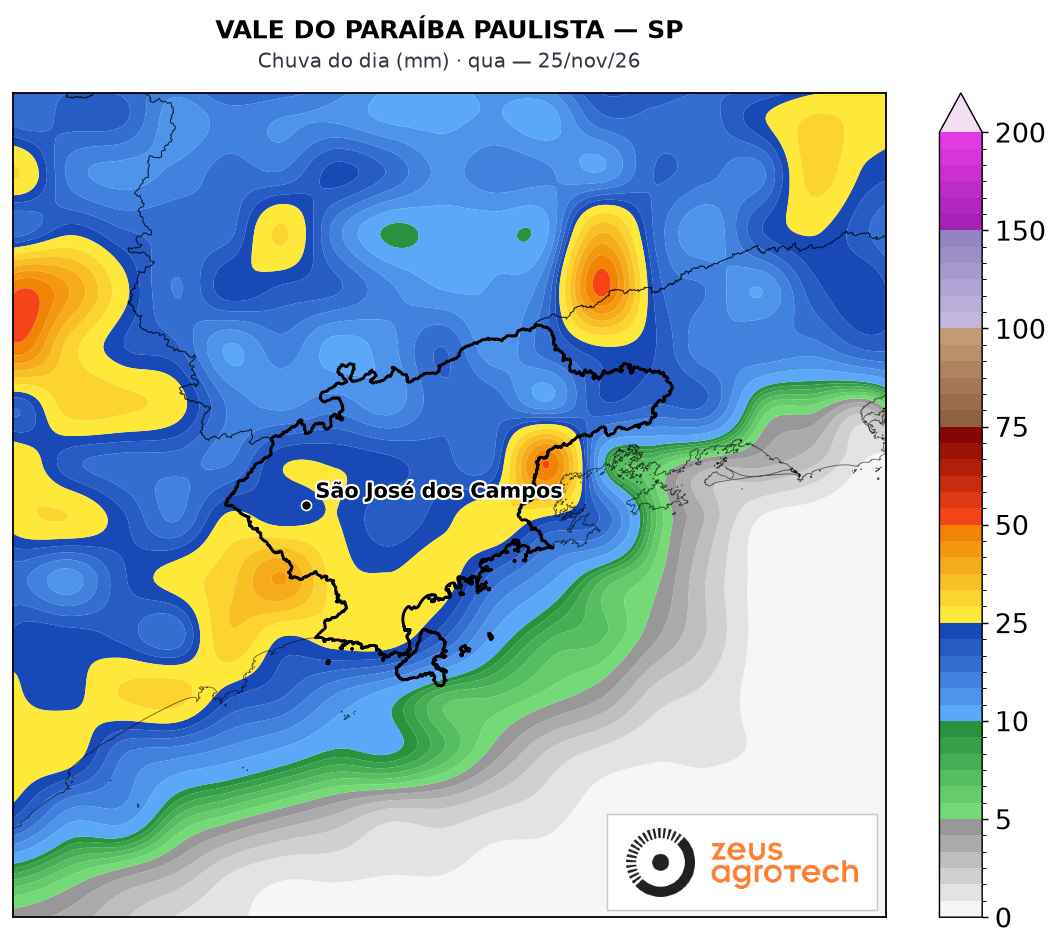 VALE DO PARAÍBA PAULISTA — SP
Chuva do dia (mm) · qua — 25/nov/26
200
150
100
75
50
25
10
5
0
São José dos Campos
zeus
agrotech